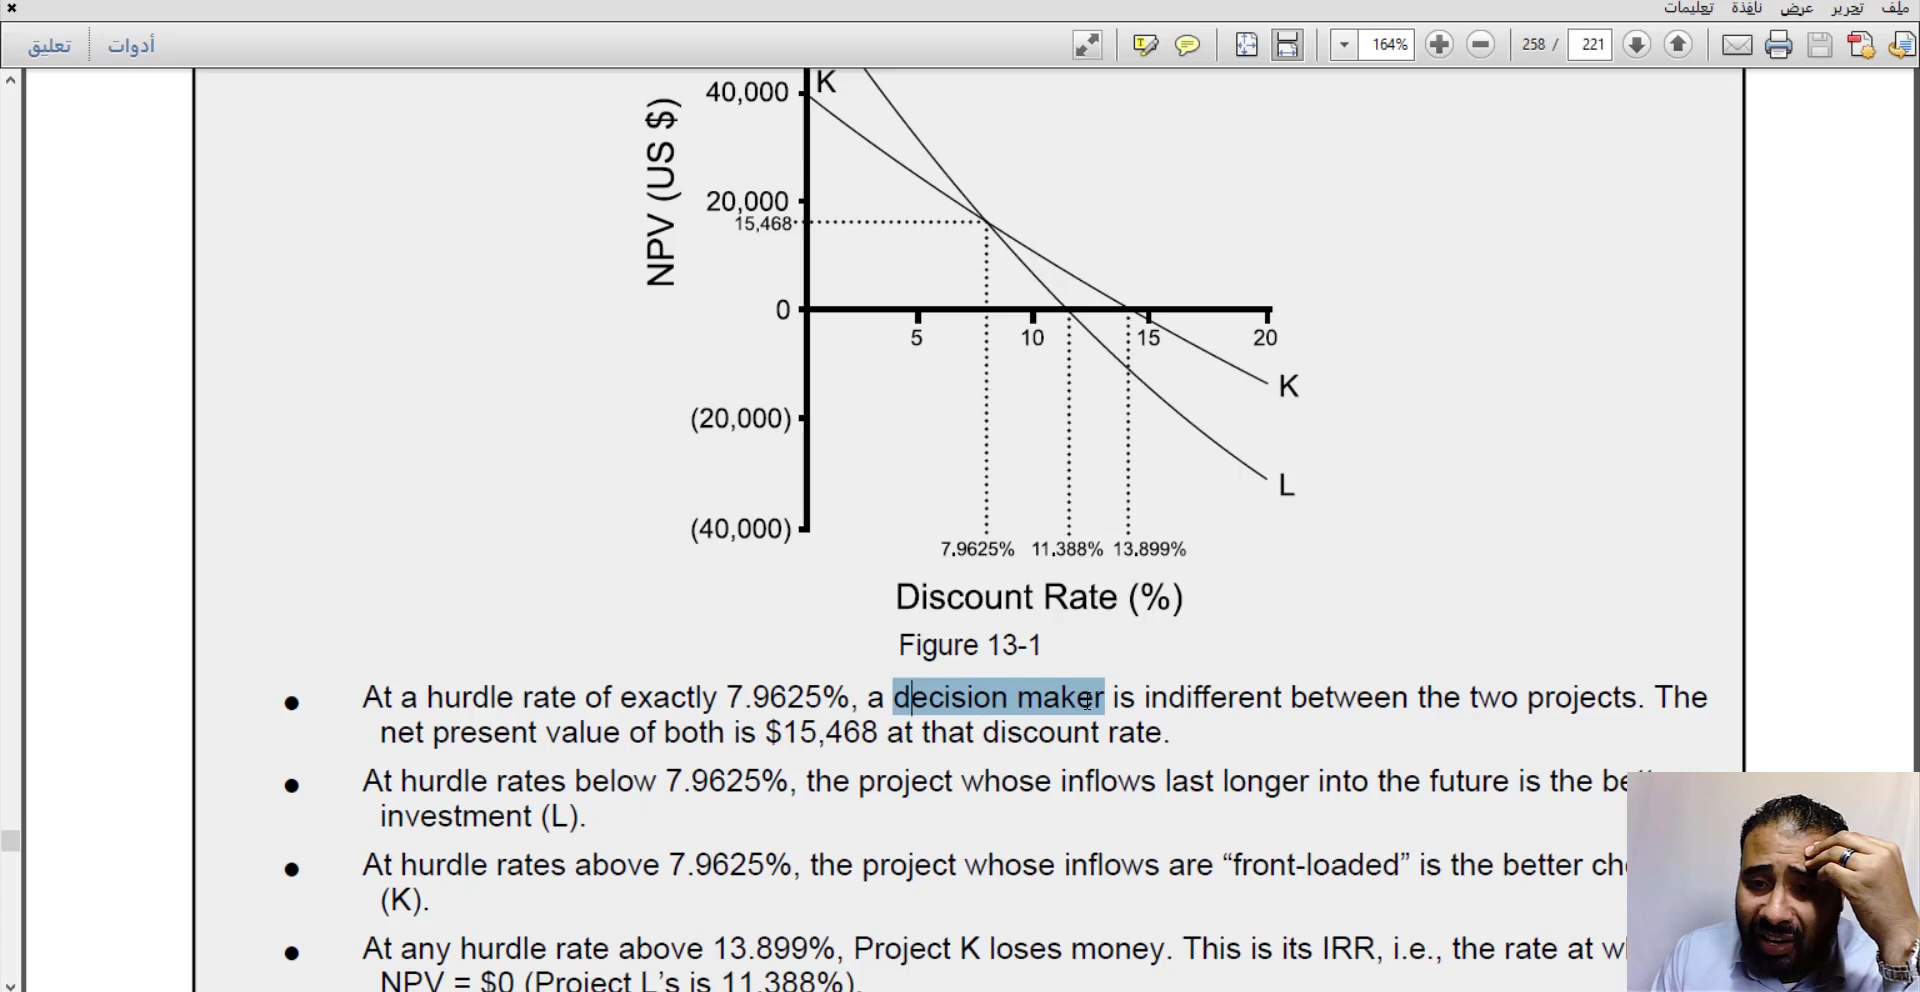 ملف تحرير عرض نافذة تعليمات
أدوات تعليق
164% 258 / 221
K
40,000
20,000
15,468
0
5 10 15 20
K
(20,000)
L
(40,000)
NPV (US $)
7.9625% 11.388% 13.899%
Discount Rate (%)
Figure 13-1
● At a hurdle rate of exactly 7.9625%, a decision maker is indifferent between the two projects. The
net present value of both is $15,468 at that discount rate.
● At hurdle rates below 7.9625%, the project whose inflows last longer into the future is the
investment (L).
● At hurdle rates above 7.9625%, the project whose inflows are “front-loaded” is the better
(K).
● At any hurdle rate above 13.899%, Project K loses money. This is its IRR, i.e., the rate at
NPV = $0 (Project L’s is 11.388%).